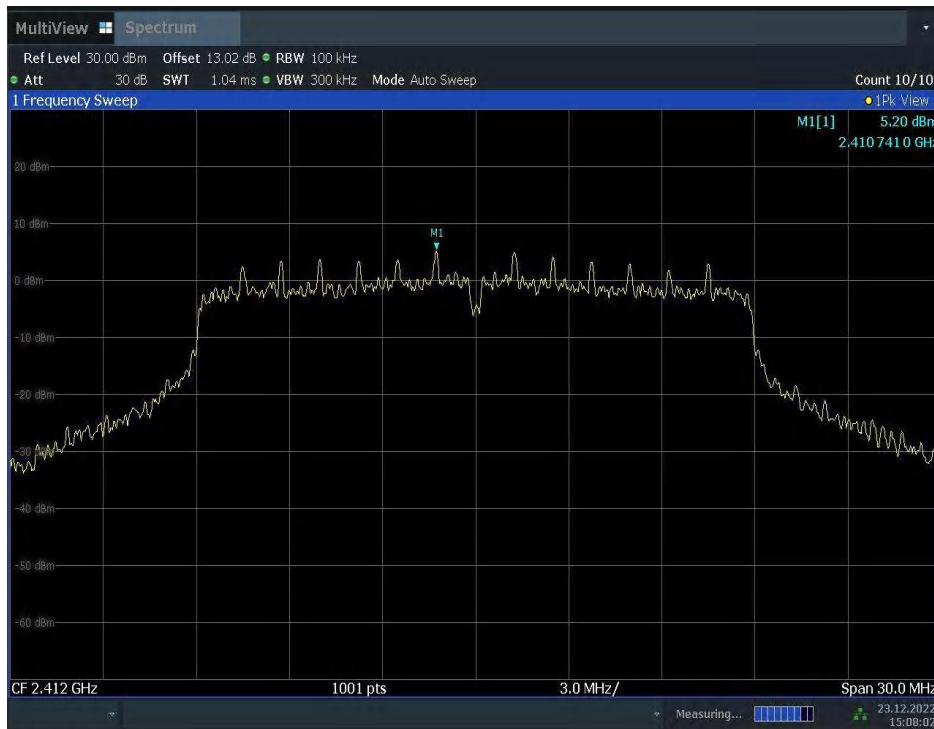 MultiView Spectrum
Ref Level 30.00 dBm Offset 13.02 dB RBW 100 kHz
Att 30 dB SWT 1.04 ms VBW 300 kHz Mode Auto Sweep Count 10/10
1 Frequency Sweep 1Pk View
M1[1] 5.20 dBm
2.410 741 0 GHz
20 dBm
10 dBm
M1
0 dBm
-10 dBm
-20 dBm
-30 dBm
-40 dBm
-50 dBm
-60 dBm
CF 2.412 GHz 1001 pts 3.0 MHz/ Span 30.0 MHz
Measuring... 23.12.2022
15:08:02